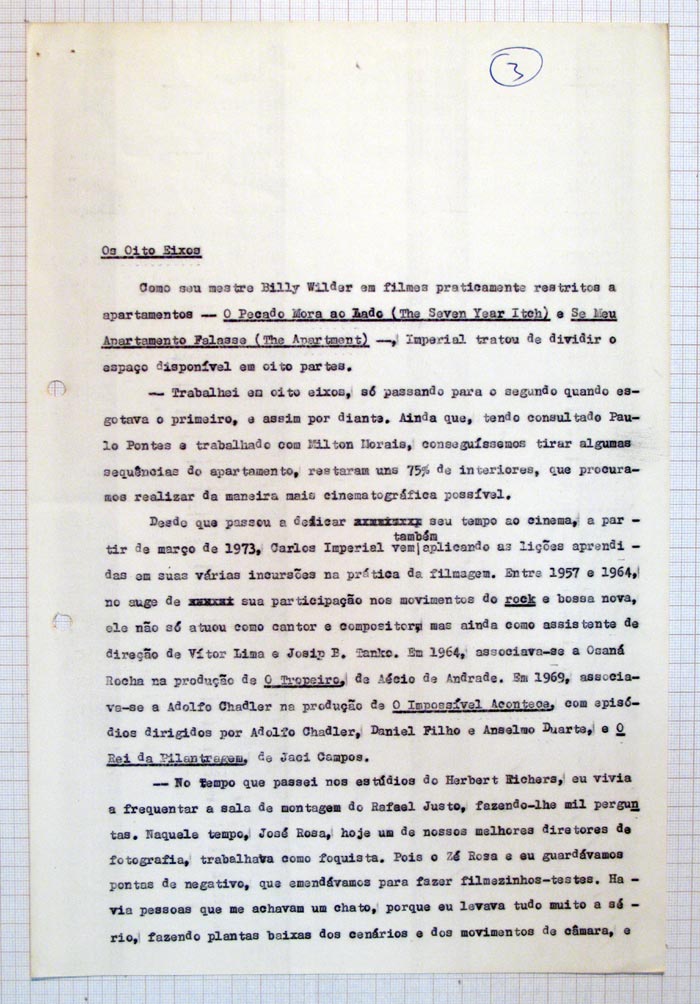 3
Os Oito Eixos
Como seu mestre Billy Wilder em filmes praticamente restritos a
apartamentos — O Pecado Mora ao Lado (The Seven Year Itch) e Se Meu
Apartamento Falasse (The Apartment) —, Imperial tratou de dividir o
espaço disponível em oito partes.
— Trabalhei em oito eixos, só passando para o segundo quando es-
gotava o primeiro, e assim por diante. Ainda que, tendo consultado Pau-
lo Pontes e trabalhado com Milton Morais, conseguíssemos tirar algumas
sequências do apartamento, restaram uns 75% de interiores, que procura-
mos realizar da maneira mais cinematográfica possível.
Desde que passou a dedicar seu tempo ao cinema, a par -
também
tir de março de 1973, Carlos Imperial vem|aplicando as lições aprendi -
das em suas várias incursões na prática da filmagem. Entre 1957 e 1964,
no auge de sua participação nos movimentos do rock e bossa nova,
ele não só atuou como cantor e compositor, mas ainda como assistente de
direção de Vítor Lima e Josip B. Tanko. Em 1964, associava-se a Osaná
Rocha na produção de O Tropeiro, de Aécio de Andrade. Em 1969, associa-
va-se a Adolfo Chadler na produção de O Impossível Acontece, com episó-
dios dirigidos por Adolfo Chadler, Daniel Filho e Anselmo Duarte, e O
Rei da Pilantragem, de Jaci Campos.
— No tempo que passei nos estúdios do Herbert Richers, eu vivia
a frequentar a sala de montagem do Rafael Justo, fazendo-lhe mil pergun
tas. Naquele tempo, José Rosa, hoje um de nossos melhores diretores de
fotografia, trabalhava como foquista. Pois o Zé Rosa e eu guardávamos
pontas de negativo, que emendávamos para fazer filmezinhos-testes. Ha -
via pessoas que me achavam um chato, porque eu levava tudo muito a sé -
rio, fazendo plantas baixas dos cenários e dos movimentos de câmara, e